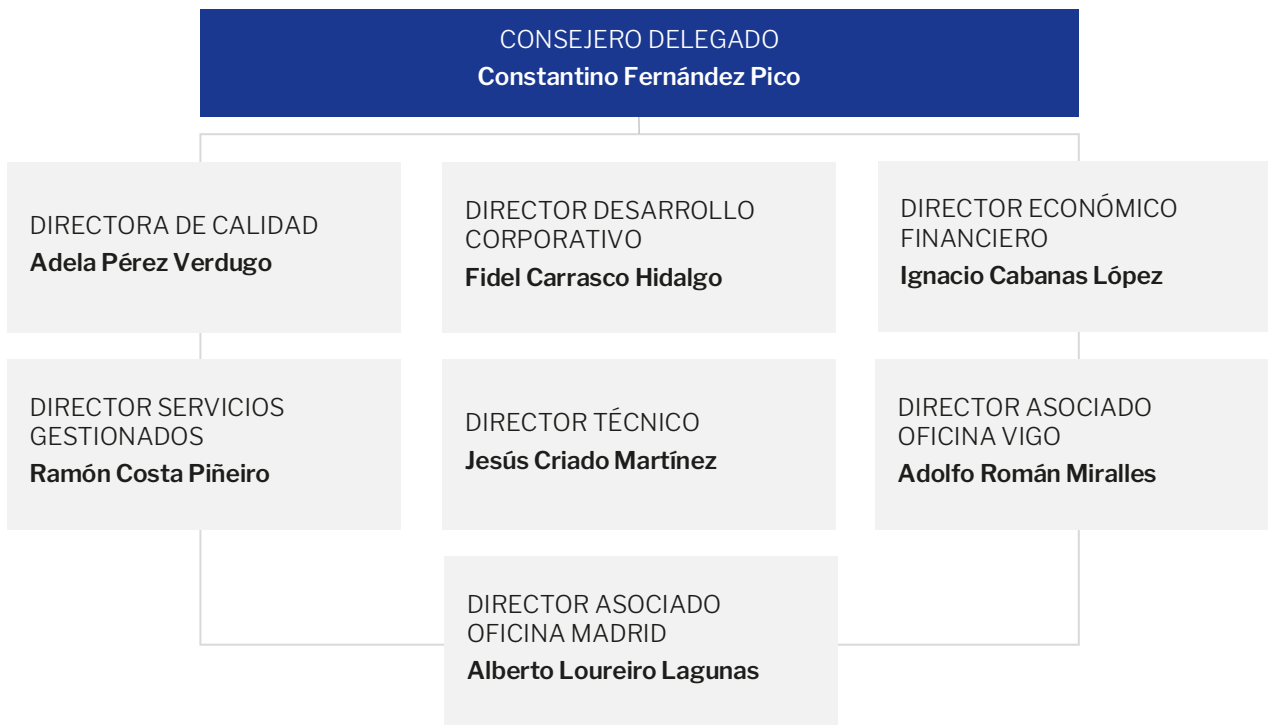 CONSEJERO DELEGADO
Constantino Fernández Pico
DIRECTORA DE CALIDAD
Adela Pérez Verdugo
DIRECTOR DESARROLLO
CORPORATIVO
Fidel Carrasco Hidalgo
DIRECTOR ECONÓMICO
FINANCIERO
Ignacio Cabanas López
DIRECTOR SERVICIOS
GESTIONADOS
Ramón Costa Piñeiro
DIRECTOR TÉCNICO
Jesús Criado Martínez
DIRECTOR ASOCIADO
OFICINA VIGO
Adolfo Román Miralles
DIRECTOR ASOCIADO
OFICINA MADRID
Alberto Loureiro Lagunas